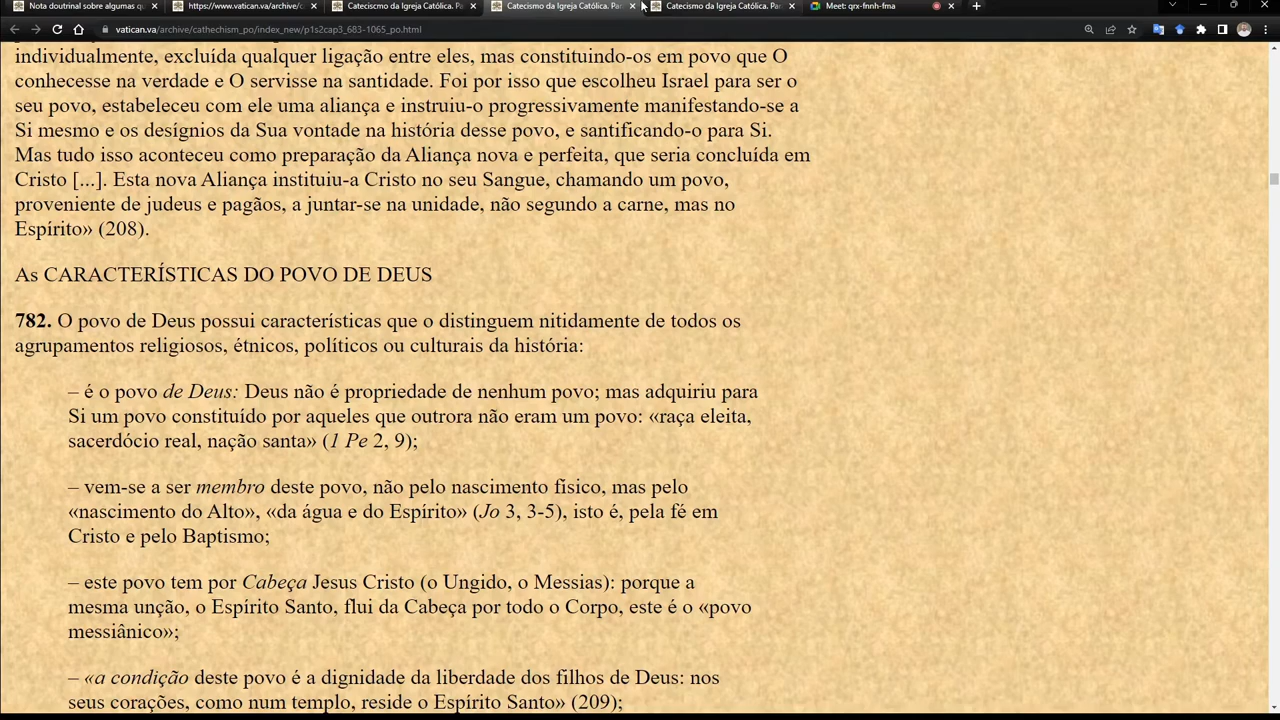 Nota doutrinal sobre algumas q
https://www.vatican.va/archive/c
Catecismo da Igreja Católica. Pa
Catecismo da Igreja Católica. Pa
Catecismo da Igreja Católica. Pa
Meet: qrx-fnnh-fma
vatican.va/archive/cathechism_po/index_new/p1s2cap3_683-1065_po.html
individualmente, excluída qualquer ligação entre eles, mas constituindo-os em povo que O
conhecesse na verdade e O servisse na santidade. Foi por isso que escolheu Israel para ser o
seu povo, estabeleceu com ele uma aliança e instruiu-o progressivamente manifestando-se a
Si mesmo e os desígnios da Sua vontade na história desse povo, e santificando-o para Si.
Mas tudo isso aconteceu como preparação da Aliança nova e perfeita, que seria concluída em
Cristo [...]. Esta nova Aliança instituiu-a Cristo no seu Sangue, chamando um povo,
proveniente de judeus e pagãos, a juntar-se na unidade, não segundo a carne, mas no
Espírito» (208).
As CARACTERÍSTICAS DO POVO DE DEUS
782. O povo de Deus possui características que o distinguem nitidamente de todos os
agrupamentos religiosos, étnicos, políticos ou culturais da história:
– é o povo de Deus: Deus não é propriedade de nenhum povo; mas adquiriu para
Si um povo constituído por aqueles que outrora não eram um povo: «raça eleita,
sacerdócio real, nação santa» (1 Pe 2, 9);
– vem-se a ser membro deste povo, não pelo nascimento físico, mas pelo
«nascimento do Alto», «da água e do Espírito» (Jo 3, 3-5), isto é, pela fé em
Cristo e pelo Baptismo;
– este povo tem por Cabeça Jesus Cristo (o Ungido, o Messias): porque a
mesma unção, o Espírito Santo, flui da Cabeça por todo o Corpo, este é o «povo
messiânico»;
– «a condição deste povo é a dignidade da liberdade dos filhos de Deus: nos
seus corações, como num templo, reside o Espírito Santo» (209);